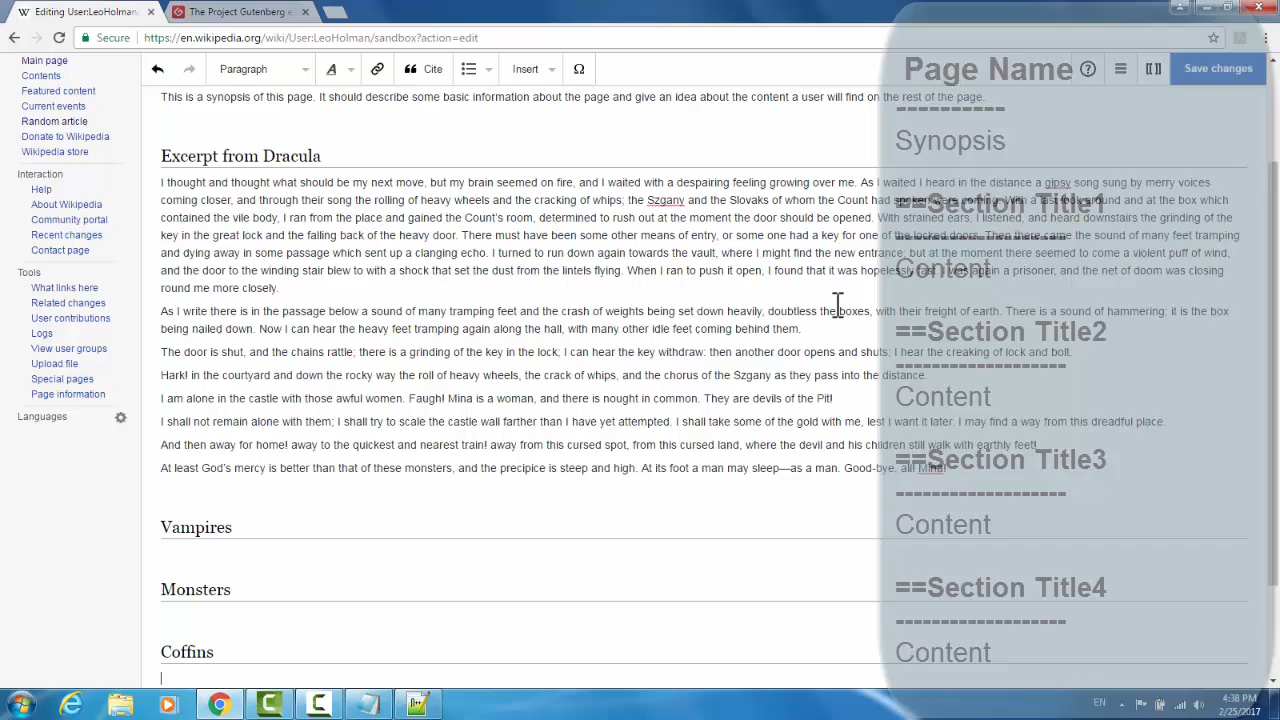 Editing User:LeoHolman/
The Project Gutenberg e
Secure
https://en.wikipedia.org/wiki/User:LeoHolman/sandbox?action=edit
Main page
Contents
Featured content
Current events
Random article
Donate to Wikipedia
Wikipedia store
Interaction
Help
About Wikipedia
Community portal
Recent changes
Contact page
Tools
What links here
Related changes
User contributions
Logs
View user groups
Upload file
Special pages
Page information
Languages
Paragraph
A
Cite
Insert
Ω
Save changes
This is a synopsis of this page. It should describe some basic information about the page and give an idea about the content a user will find on the rest of the page.
Excerpt from Dracula
I thought and thought what should be my next move, but my brain seemed on fire, and I waited with a despairing feeling growing over me. As I waited I heard in the distance a gipsy song sung by merry voices
coming closer, and through their song the rolling of heavy wheels and the cracking of whips; the Szgany and the Slovaks of whom the Count had spoken were coming. With a last look around and at the box which
contained the vile body, I ran from the place and gained the Count's room, determined to rush out at the moment the door should be opened. With strained ears, I listened, and heard downstairs the grinding of the
key in the great lock and the falling back of the heavy door. There must have been some other means of entry, or some one had a key for one of the locked doors. Then there came the sound of many feet tramping
and dying away in some passage which sent up a clanging echo. I turned to run down again towards the vault, where I might find the new entrance; but at the moment there seemed to come a violent puff of wind,
and the door to the winding stair blew to with a shock that set the dust from the lintels flying. When I ran to push it open, I found that it was hopelessly fast. I was again a prisoner, and the net of doom was closing
round me more closely.
As I write there is in the passage below a sound of many tramping feet and the crash of weights being set down heavily, doubtless the boxes, with their freight of earth. There is a sound of hammering; it is the box
being nailed down. Now I can hear the heavy feet tramping again along the hall, with many other idle feet coming behind them.
The door is shut, and the chains rattle; there is a grinding of the key in the lock; I can hear the key withdraw: then another door opens and shuts; I hear the creaking of lock and bolt.
Hark! in the courtyard and down the rocky way the roll of heavy wheels, the crack of whips, and the chorus of the Szgany as they pass into the distance.
I am alone in the castle with those awful women. Faugh! Mina is a woman, and there is nought in common. They are devils of the Pit!
I shall not remain alone with them; I shall try to scale the castle wall farther than I have yet attempted. I shall take some of the gold with me, lest I want it later. I may find a way from this dreadful place.
And then away for home! away to the quickest and nearest train! away from this cursed spot, from this cursed land, where the devil and his children still walk with earthly feet!
At least God's mercy is better than that of these monsters, and the precipice is steep and high. At its foot a man may sleep—as a man. Good-bye, all! Mina!
Vampires
Monsters
Coffins
Page Name
----------
Synopsis
==Section Title1
-------------------
Content
==Section Title2
-------------------
Content
==Section Title3
-------------------
Content
==Section Title4
-------------------
Content
EN
4:38 PM
2/25/2017